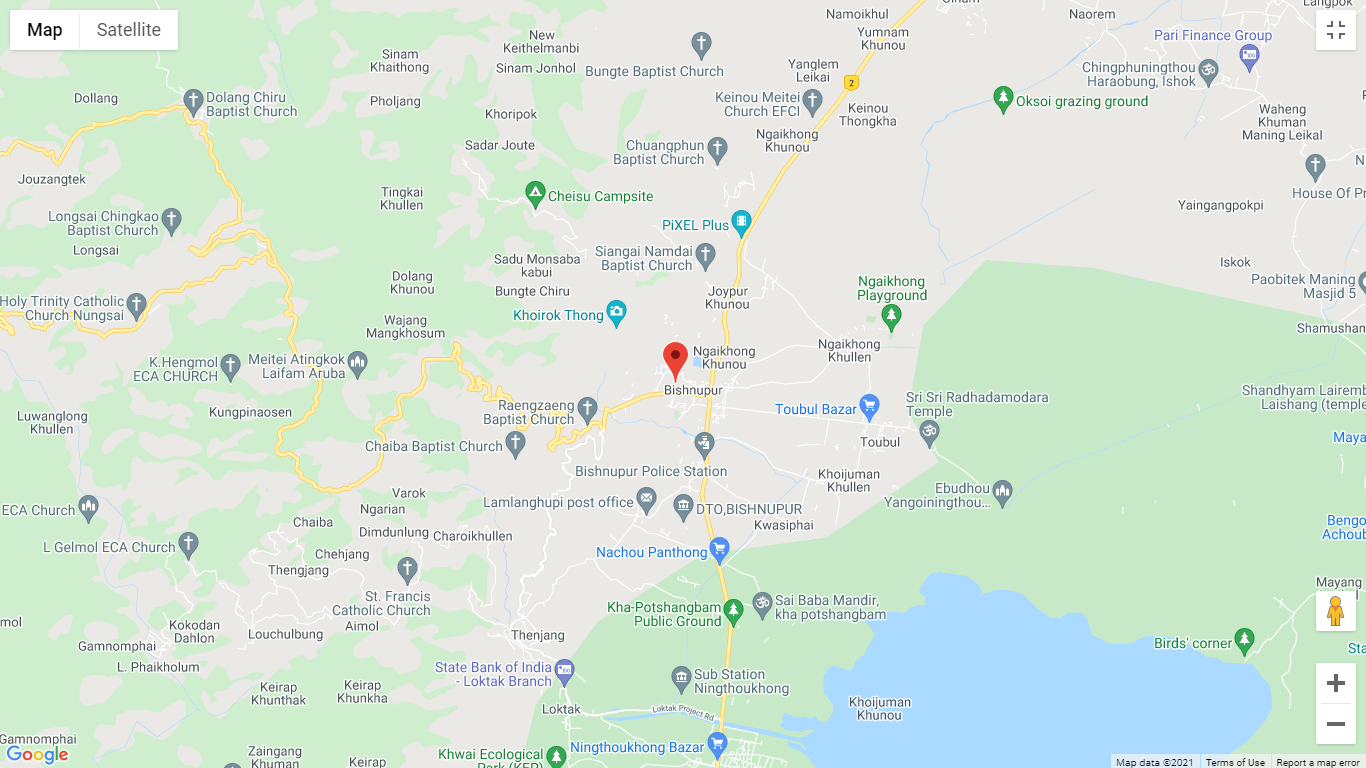 Map
Satellite
Oinam
Langpok
Namoikhul
Naorem
New
Keithelmanbi
Yumnam
Khunou
Pari Finance Group
Sinam
Khaithong
Sinam Jonhol
Bungte Baptist Church
Yanglem
Leikai
Chingphuninthou
Haraobung, Ishok
2
Dollang
Dolang Chiru
Baptist Church
Pholjang
Khoripok
Keinou Meitei
Church EFCI
Keinou
Thongkha
Oksoi grazing ground
Waheng
Khuman
Maning Leikal
Sadar Joute
Chuangphun
Baptist Church
Ngaikhong
Khunou
Jouzangtek
Tingkai
Khullen
Cheisu Campsite
House Of Pr
Longsai Chingkao
Baptist Church
Longsai
PiXEL Plus
Yaingangpokpi
Siangai Namdai
Baptist Church
Sadu Monsaba
kabui
Dolang
Khunou
Bungte Chiru
Joypur
Khunou
Ngaikhong
Playground
Iskok
Paobitek Maning
Masjid 5
Holy Trinity Catholic
Church Nungsai
Wajang
Mangkhosum
Khoirok Thong
Shamushan
K.Hengmol
ECA CHURCH
Meitei Atingkok
Laifam Aruba
Ngaikhong
Khunou
Ngaikhong
Khullen
Bishnupur
Luwanglong
Khullen
Kungpinaosen
Raengzaeng
Baptist Church
Toubul Bazar
Sri Sri Radhadamodara
Temple
Shandhyam Lairemb
Laishang (temple
Chaiba Baptist Church
Toubul
Maya
Bishnupur Police Station
Khoijuman
Khullen
Varok
Ngarian
ECA Church
Lamlanghupi post office
DTO,BISHNUPUR
Ebudhou
Yangoiningthou...
Chaiba
Dimdunlung
Charoikhullen
Kwasiphai
Bengo
Achoub
L Gelmol ECA Church
Chehjang
Thengjang
Nachou Panthong
St. Francis
Catholic Church
Aimol
Kha-Potshangbam
Public Ground
Sai Baba Mandir,
kha potshangbam
Mayang
Kokodan
Dahlon
Louchulbung
Thenjang
Birds' corner
Sta
Gamnomphai
L. Phaikholum
State Bank of India
- Loktak Branch
Sub Station
Ningthoukhong
Keirap
Khunthak
Keirap
Khunkha
Loktak
Loktak Project Rd
Khoijuman
Khunou
Gamnomphai
Zaingang
Khuman
Keirap
Khwai Ecological
Park (KEP)
Ningthoukhong Bazar
Google
Map data ©2021
Terms of Use
Report a map error